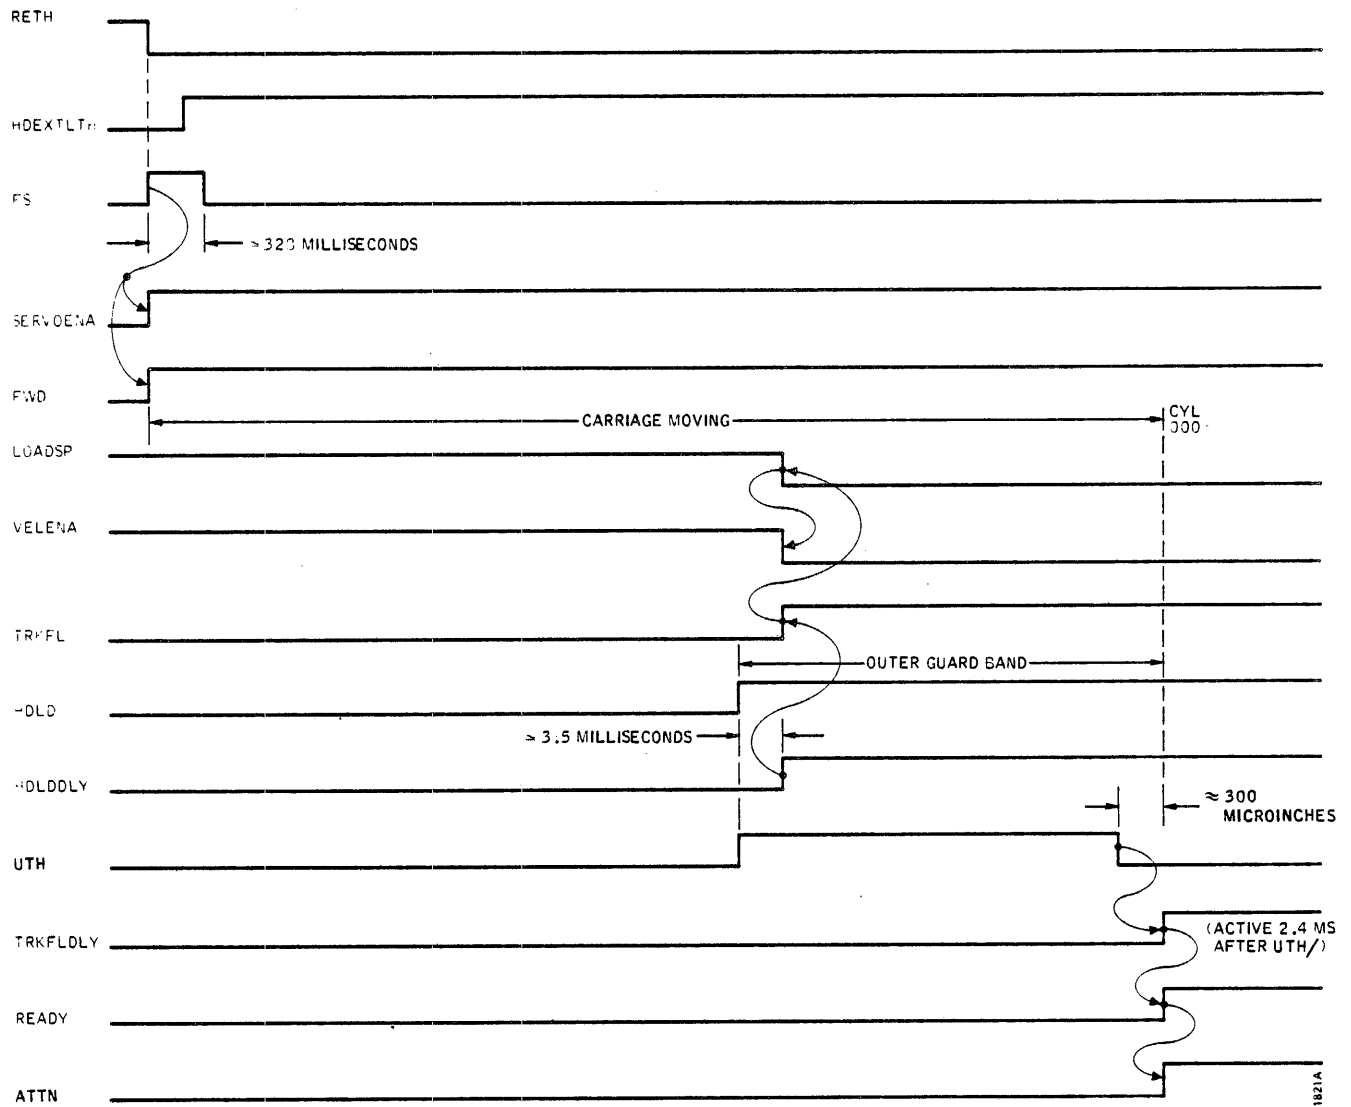 RETH
HDEXTLTH
FS
≈ 323 MILLISECONDS
SERVOENA
FWD
CARRIAGE MOVING
CYL
000
LOADSP
VELENA
TRKFL
OUTER GUARD BAND
HDLD
≈ 3.5 MILLISECONDS
HDLDDLY
≈ 300
MICROINCHES
UTH
TRKFLDLY
(ACTIVE 2.4 MS
AFTER UTH/)
READY
ATTN
1821A